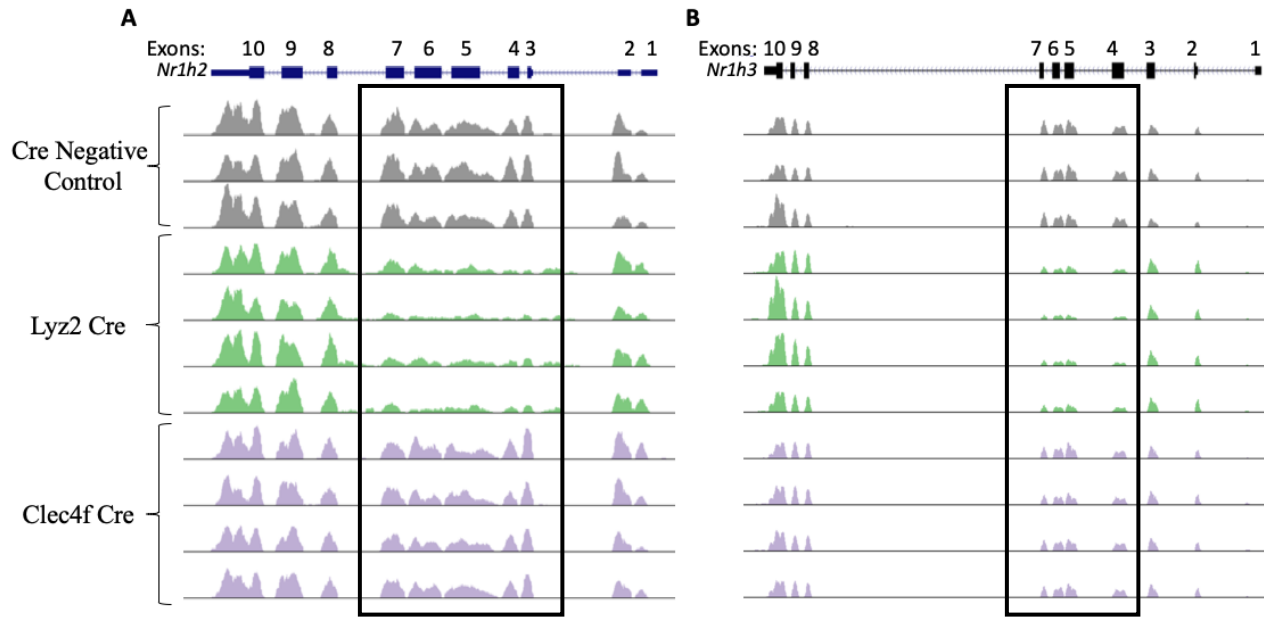 A
Exons: 10 9 8 7 6 5 4 3 2 1
Nr1h2
B
Exons: 10 9 8 7 6 5 4 3 2 1
Nr1h3
Cre Negative
Control
Lyz2 Cre
Clec4f Cre